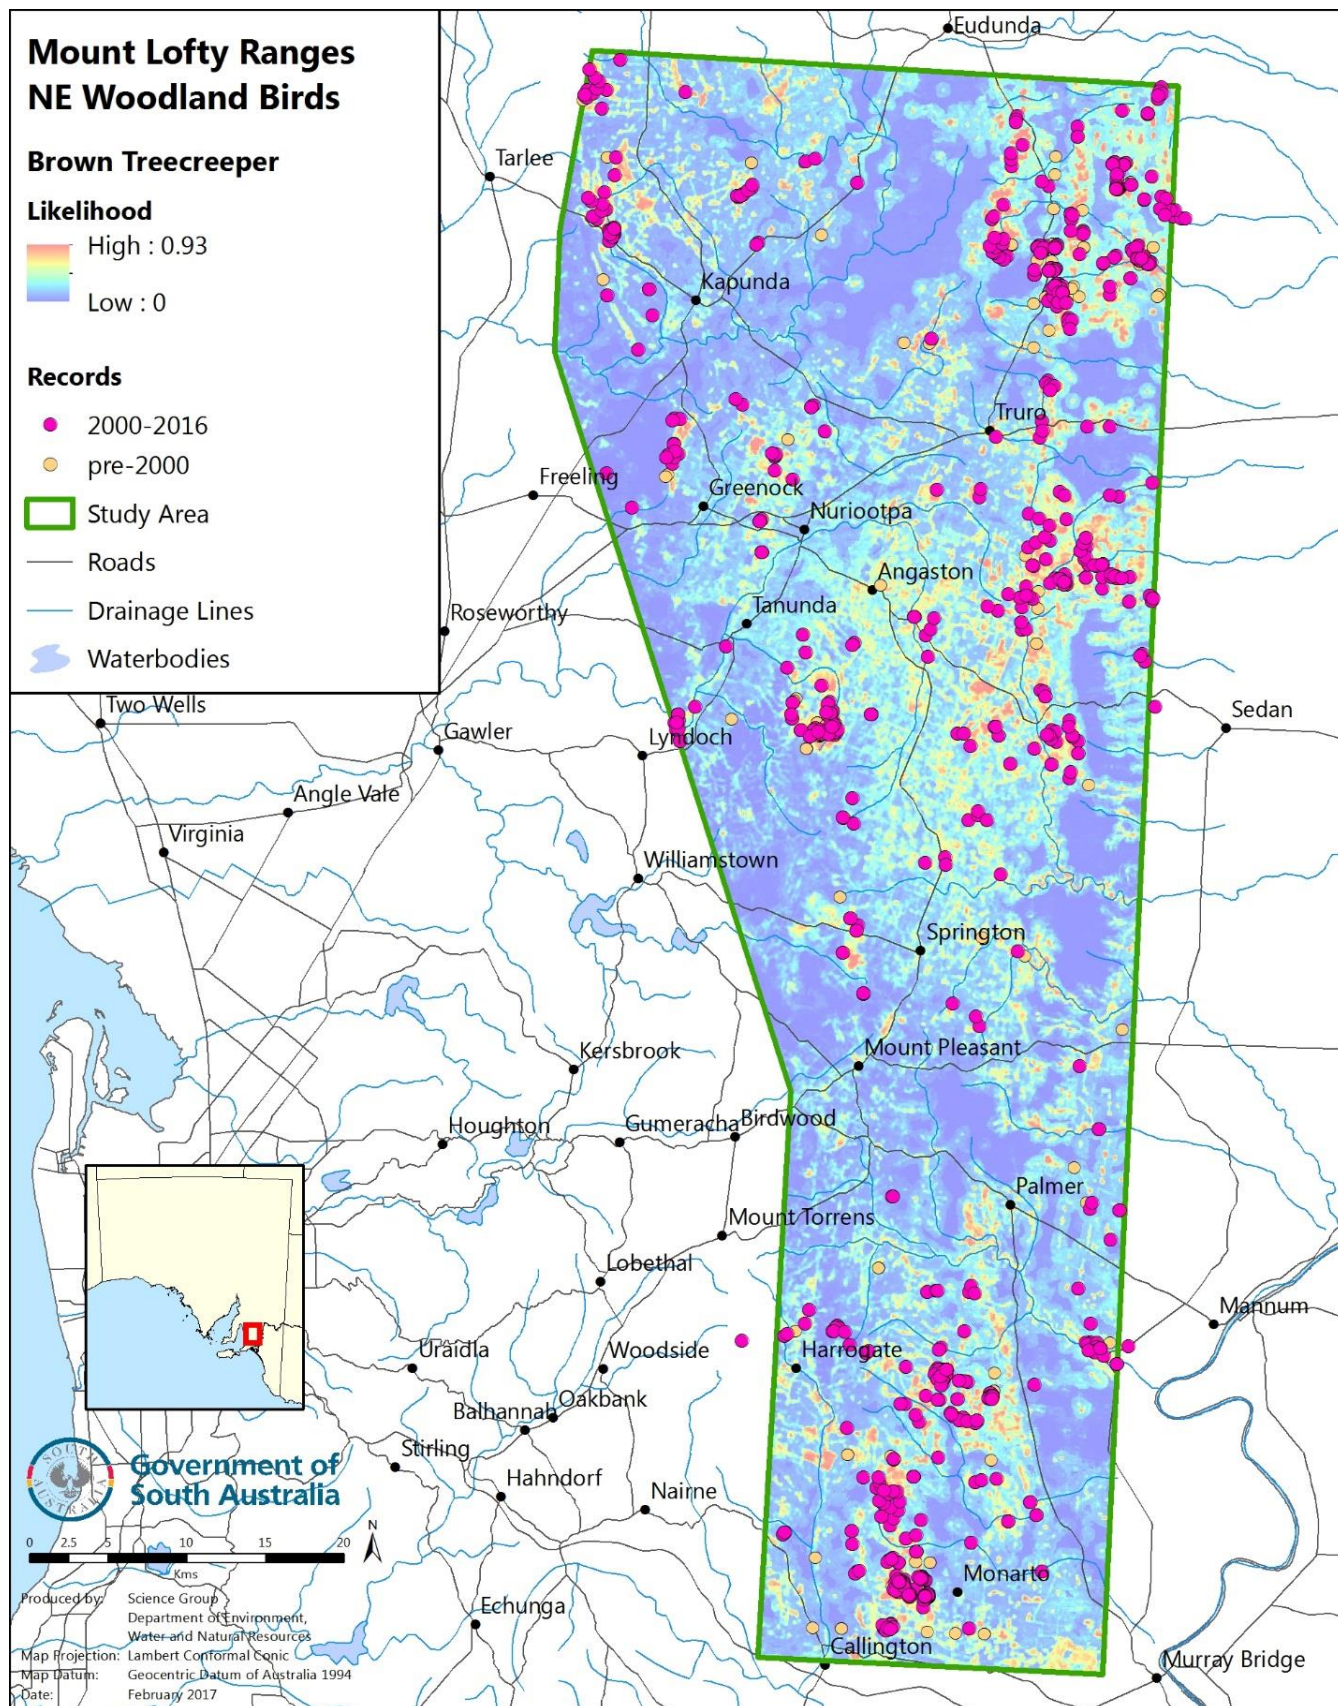 Mount Lofty Ranges
NE Woodland Birds
Brown Treecreeper
Likelihood
High : 0.93
Low : 0
Records
2000-2016
pre-2000
Study Area
Roads
Drainage Lines
Waterbodies
Eudunda
Tarlee
Kapunda
Truro
Freeling
Greenock
Nuriootpa
Angaston
Roseworthy
Tanunda
Two Wells
Gawler
Lyndoch
Sedan
Angle Vale
Virginia
Williamstown
Springton
Kersbrook
Mount Pleasant
Houghton
Gumeracha
Birdwood
Palmer
Mount Torrens
Lobethal
Mannum
Uraidla
Woodside
Harrogate
Balhannah
Oakbank
Stirling
Hahndorf
Nairne
Monarto
Echunga
Callington
Murray Bridge
SOUTH AUSTRALIA
Government of
South Australia
N
0 2.5 5 10 15 20
Kms
Produced by: Science Group
Department of Environment,
Water and Natural Resources
Map Projection: Lambert Conformal Conic
Map Datum: Geocentric Datum of Australia 1994
Date: February 2017